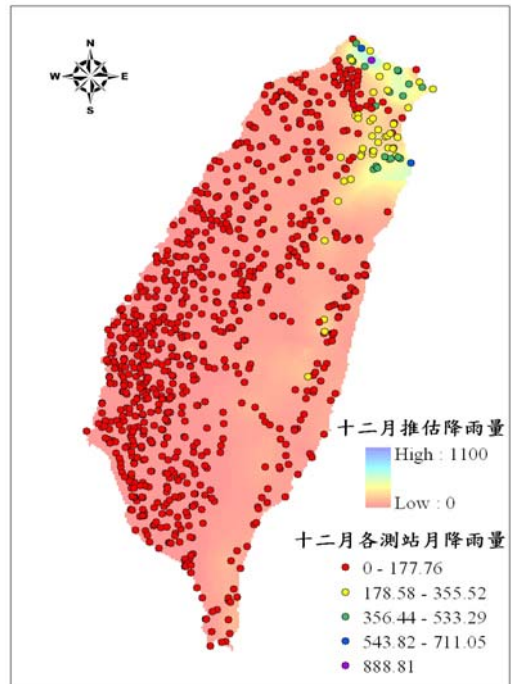 N
W E
S
十二月推估降雨量
High : 1100
Low : 0
十二月各測站月降雨量
0 - 177.76
178.58 - 355.52
356.44 - 533.29
543.82 - 711.05
888.81